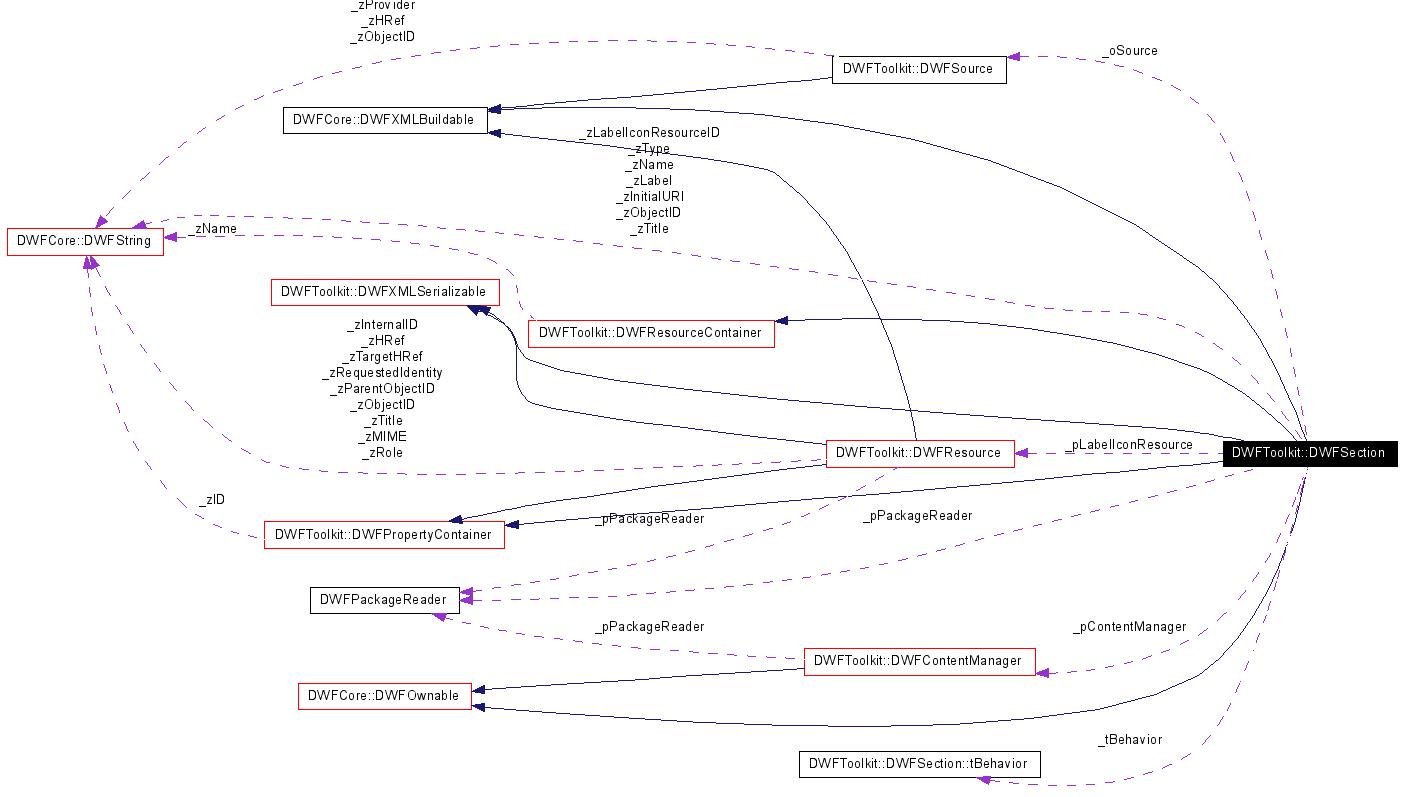 _zProvider
_zHRef
_zObjectID
_oSource
DWFToolkit::DWFSource
DWFCore::DWFXMLBuildable
_zLabelIconResourceID
_zType
_zName
_zLabel
_zInitialURI
_zObjectID
_zTitle
_zName
DWFCore::DWFString
DWFToolkit::DWFXMLSerializable
DWFToolkit::DWFResourceContainer
_zInternalID
_zHRef
_zTargetHRef
_zRequestedIdentity
_zParentObjectID
_zObjectID
_zTitle
_zMIME
_zRole
_pLabelIconResource
DWFToolkit::DWFResource
DWFToolkit::DWFSection
_zID
_pPackageReader
_pPackageReader
DWFToolkit::DWFPropertyContainer
DWFPackageReader
_pPackageReader
_pContentManager
DWFToolkit::DWFContentManager
DWFCore::DWFOwnable
_tBehavior
DWFToolkit::DWFSection::tBehavior